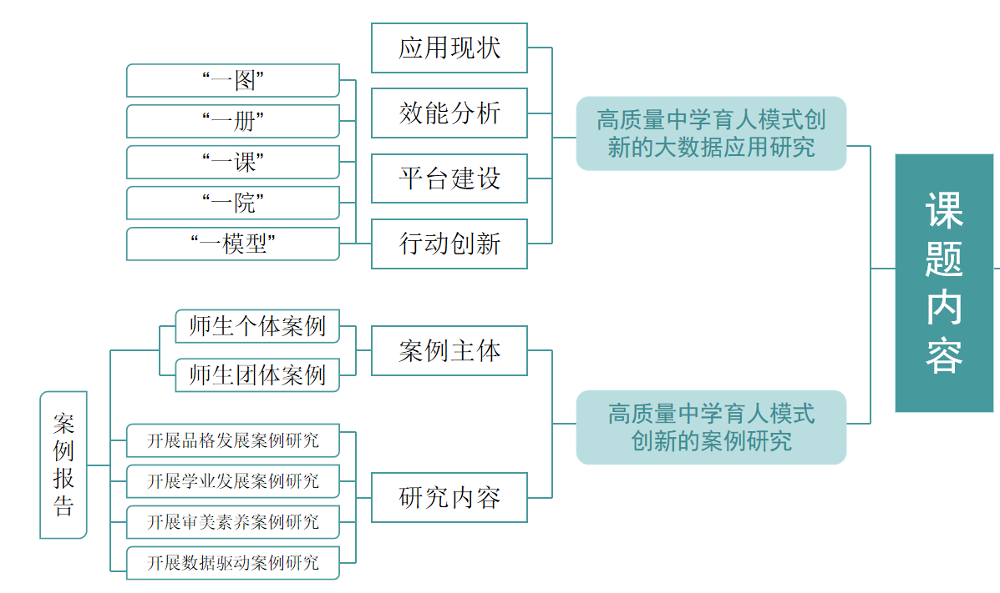 应用现状
“一图”
效能分析
“一册”
高质量中学育人模式创
新的大数据应用研究
“一课”
平台建设
“一院”
行动创新
“一模型”
课
题
内
容
师生个体案例
案例主体
师生团体案例
高质量中学育人模式
创新的案例研究
案
例
报
告
开展品格发展案例研究
开展学业发展案例研究
研究内容
开展审美素养案例研究
开展数据驱动案例研究